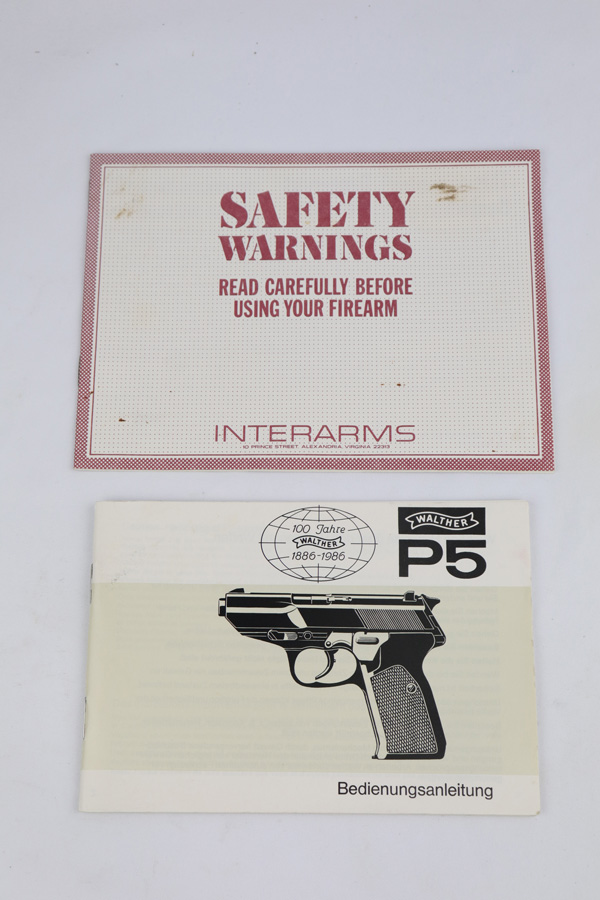 SAFETY
WARNINGS
READ CAREFULLY BEFORE
USING YOUR FIREARM
INTERARMS
10 PRINCE STREET, ALEXANDRIA, VIRGINIA 22313
100 Jahre
WALTHER
1886-1986
WALTHER
P5
Bedienungsanleitung